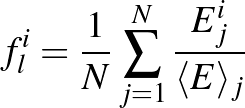 f_l^i = \frac{1}{N} \sum_{j=1}^{N} \frac{E_j^i}{\langle E \rangle_j}